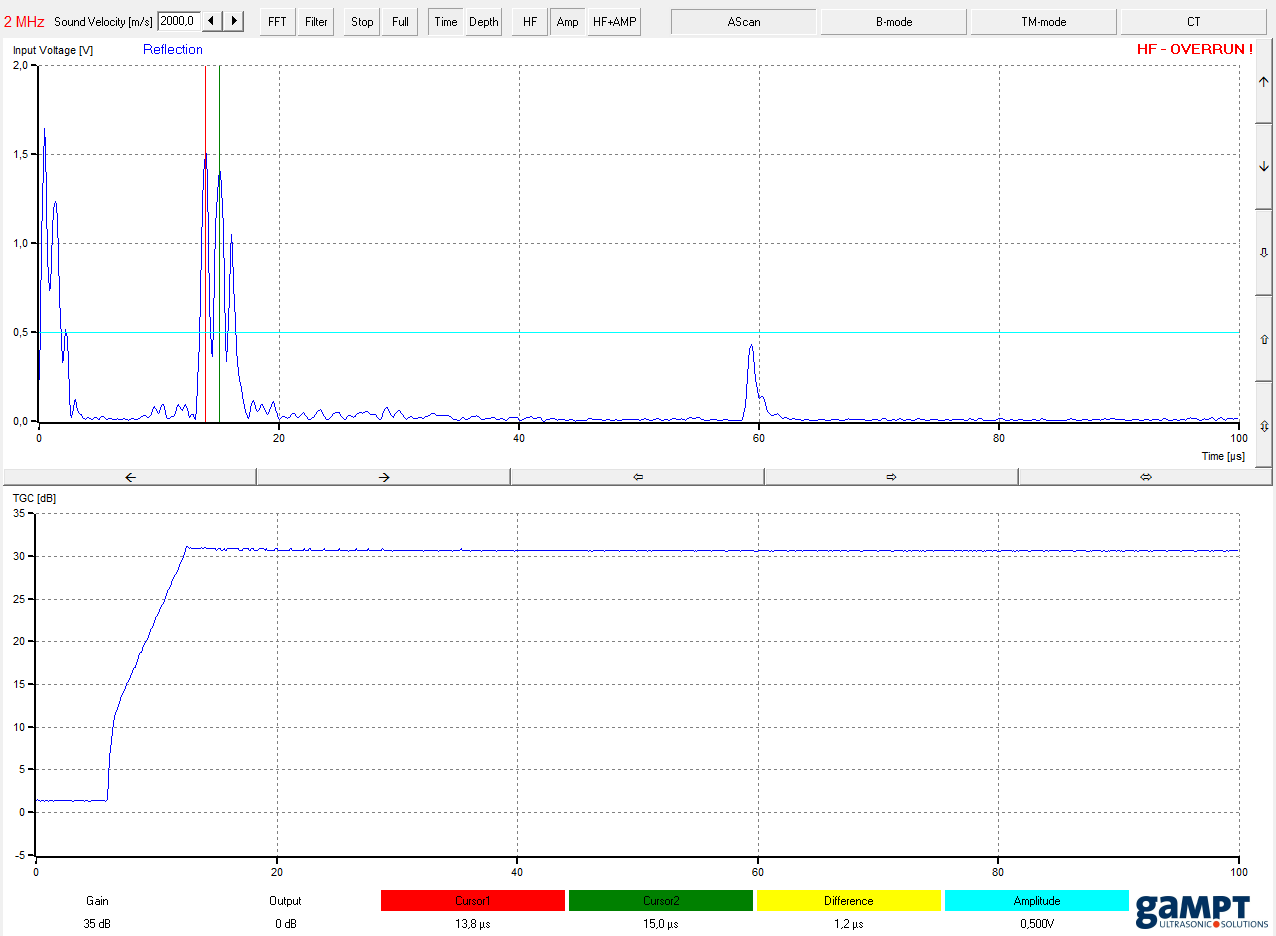 2 MHz Sound Velocity [m/s] 2000,0 FFT Filter Stop Full Time Depth HF Amp HF+AMP AScan B-mode TM-mode CT
Input Voltage [V] Reflection HF - OVERRUN !
2,0
1,5
1,0
0,5
0,0
0 20 40 60 80 100
Time [µs]
TGC [dB]
35
30
25
20
15
10
5
0
-5
0 20 40 60 80 100
Gain Output Cursor1 Cursor2 Difference Amplitude
35 dB 0 dB 13,8 µs 15,0 µs 1,2 µs 0,500V
gampt
ULTRASONIC SOLUTIONS